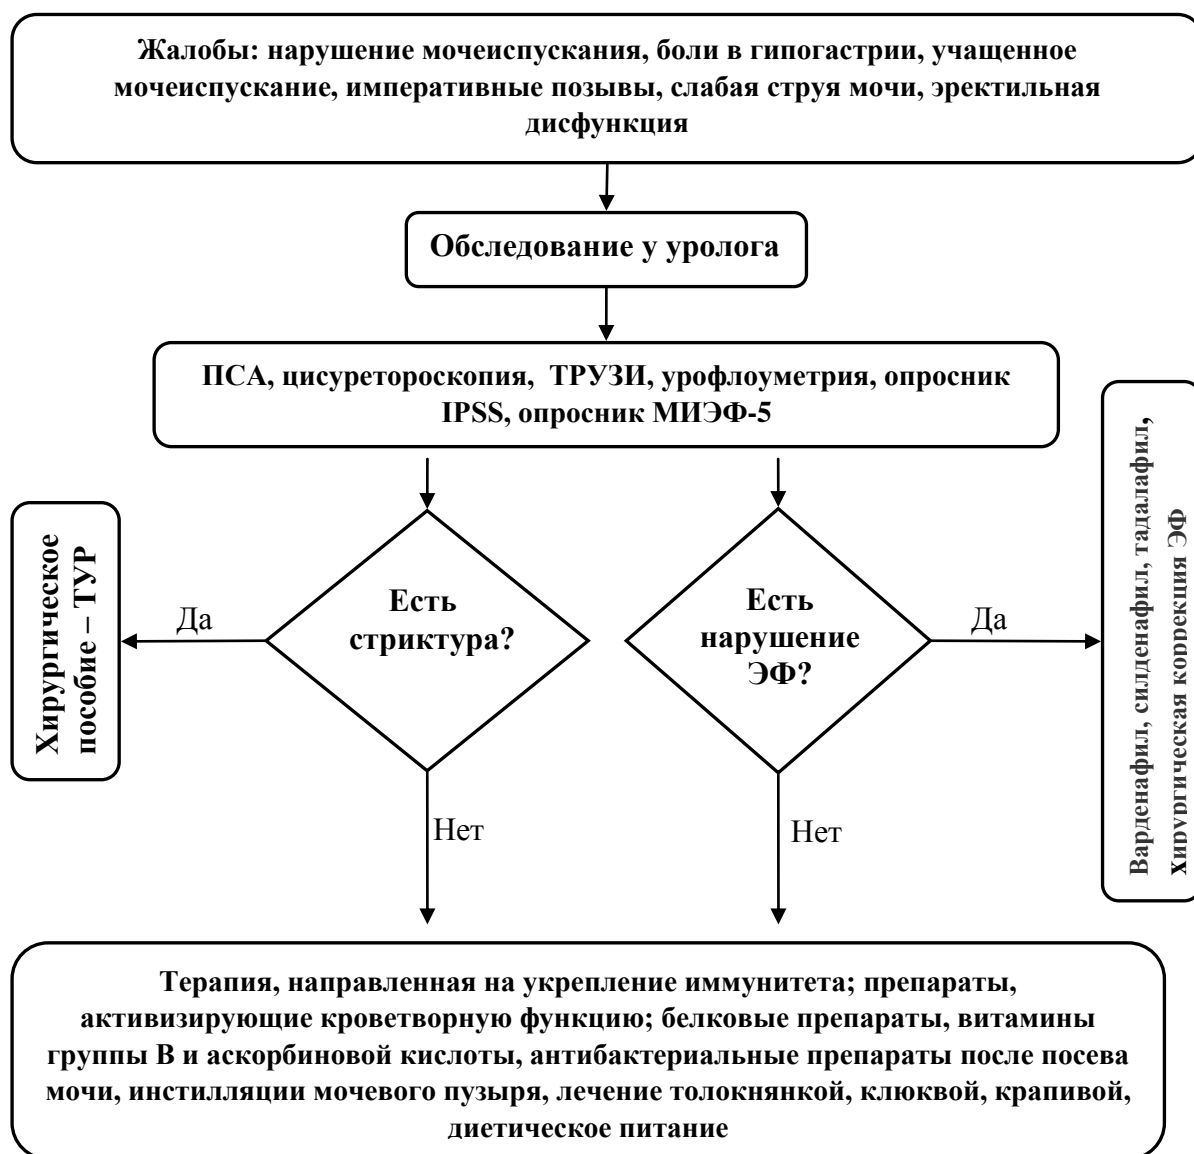 Жалобы: нарушение мочеиспускания, боли в гипогастрии, учащенное
мочеиспускание, императивные позывы, слабая струя мочи, эректильная
дисфункция
Обследование у уролога
ПСА, цисуретороскопия, ТРУЗИ, урофлоуметрия, опросник
IPSS, опросник МИЭФ-5
Хирургическое
пособие – ТУР
Да
Есть
стриктура?
Есть
нарушение
ЭФ?
Да
Варденафил, силденафил, тадалафил,
хирургическая коррекция ЭФ
Нет
Нет
Терапия, направленная на укрепление иммунитета; препараты,
активизирующие кроветворную функцию; белковые препараты, витамины
группы В и аскорбиновой кислоты, антибактериальные препараты после посева
мочи, инстилляции мочевого пузыря, лечение толокнянкой, клюквой, крапивой,
диетическое питание